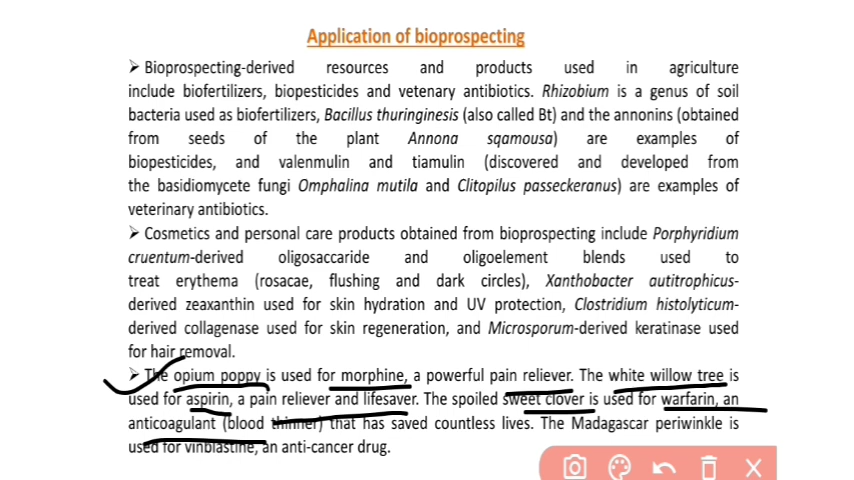 Application of bioprospecting
➢ Bioprospecting-derived resources and products used in agriculture
include biofertilizers, biopesticides and vetenary antibiotics. Rhizobium is a genus of soil
bacteria used as biofertilizers, Bacillus thuringinesis (also called Bt) and the annonins (obtained
from seeds of the plant Annona sqamousa) are examples of
biopesticides, and valenmulin and tiamulin (discovered and developed from
the basidiomycete fungi Omphalina mutila and Clitopilus passeckeranus) are examples of
veterinary antibiotics.
➢ Cosmetics and personal care products obtained from bioprospecting include Porphyridium
cruentum-derived oligosaccaride and oligoelement blends used to
treat erythema (rosacae, flushing and dark circles), Xanthobacter autitrophicus-
derived zeaxanthin used for skin hydration and UV protection, Clostridium histolyticum-
derived collagenase used for skin regeneration, and Microsporum-derived keratinase used
for hair removal.
➢ The opium poppy is used for morphine, a powerful pain reliever. The white willow tree is
used for aspirin, a pain reliever and lifesaver. The spoiled sweet clover is used for warfarin, an
anticoagulant (blood thinner) that has saved countless lives. The Madagascar periwinkle is
used for vinblastine, an anti-cancer drug.